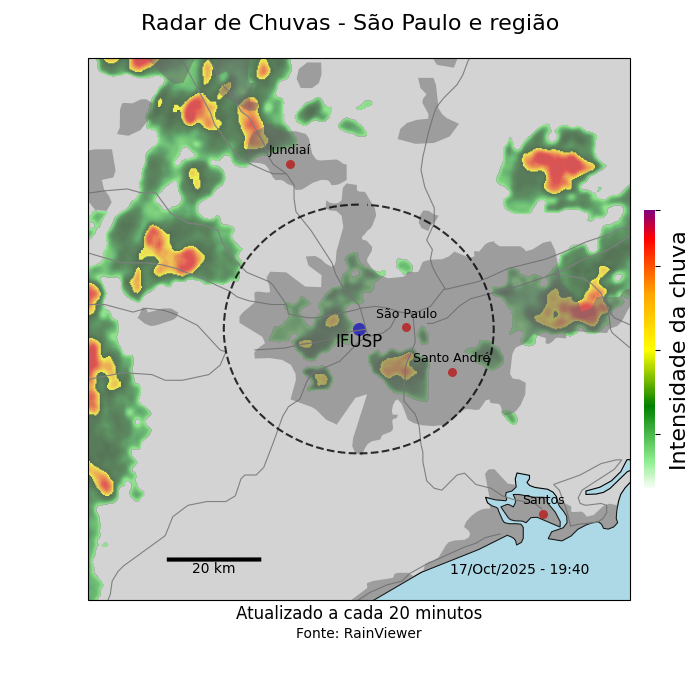 Radar de Chuvas - São Paulo e região
Jundiaí
São Paulo
IFUSP
Santo André
Santos
20 km
17/Oct/2025 - 19:40
Intensidade da chuva
Atualizado a cada 20 minutos
Fonte: RainViewer